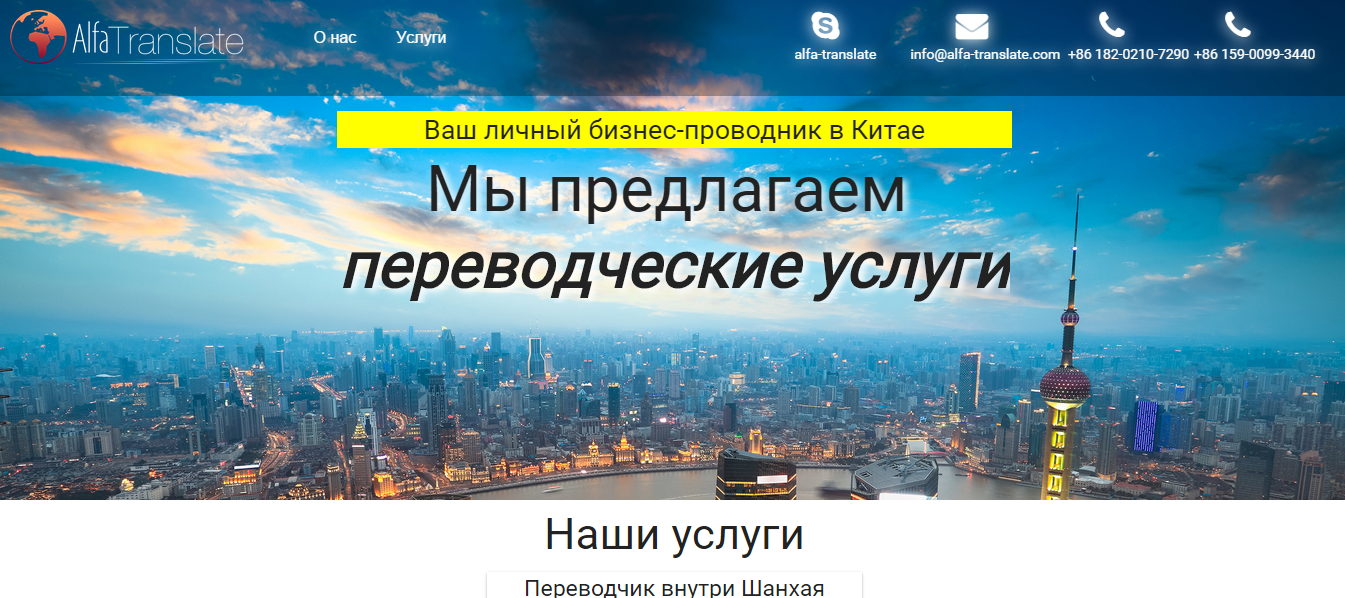 AlfaTranslate
О нас
Услуги
alfa-translate
info@alfa-translate.com
+86 182-0210-7290
+86 159-0099-3440
Ваш личный бизнес-проводник в Китае
Мы предлагаем
переводческие услуги
Наши услуги
Переводчик внутри Шанхая